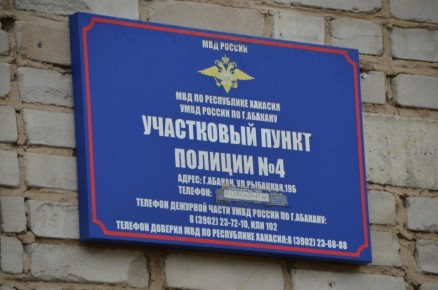 МВД РОССИИ
МВД ПО РЕСПУБЛИКЕ ХАКАСИЯ
УМВД РОССИИ ПО Г.АБАКАНУ
УЧАСТКОВЫЙ ПУНКТ
ПОЛИЦИИ №4
АДРЕС: Г.АБАКАН, УЛ.РЫБАЦКАЯ,19Б
ТЕЛЕФОН:
ТЕЛЕФОН ДЕЖУРНОЙ ЧАСТИ УМВД РОССИИ ПО Г.АБАКАНУ:
8 (3902) 23-72-10, ИЛИ 102
ТЕЛЕФОН ДОВЕРИЯ МВД ПО РЕСПУБЛИКЕ ХАКАСИЯ:8 (3902) 23-68-88